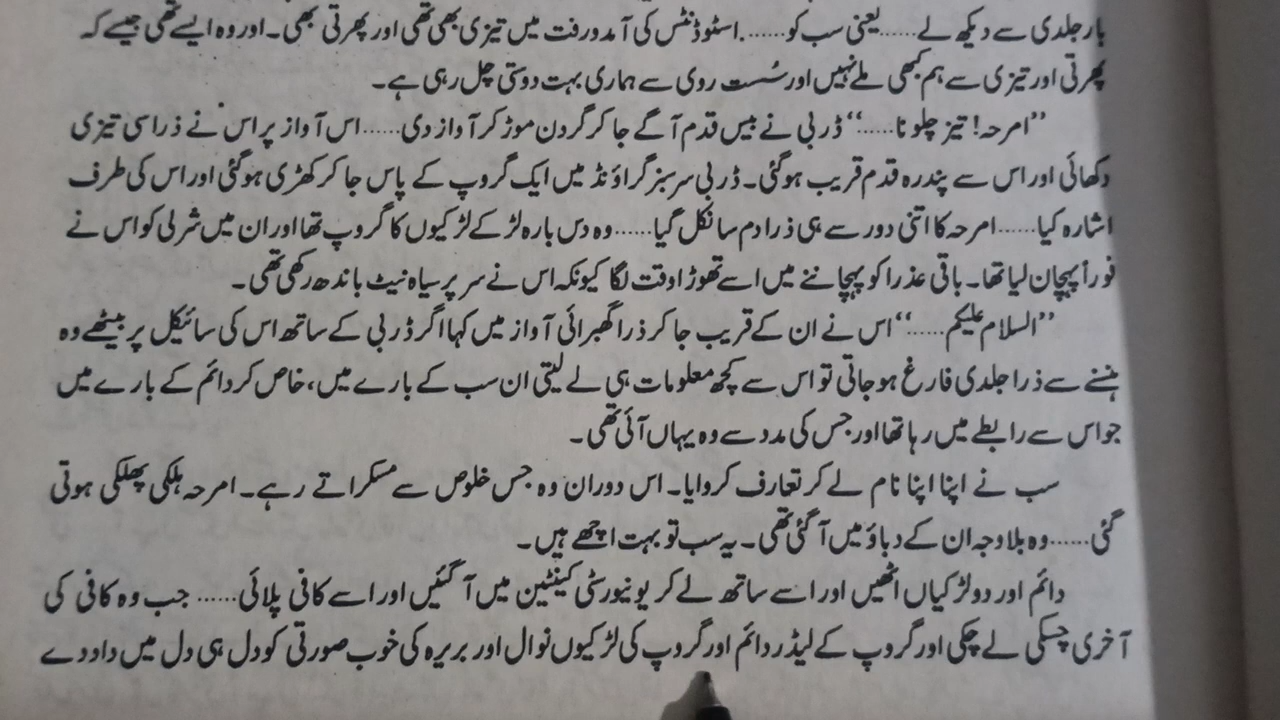 بار جلدی سے دیکھ لے......یعنی سب کو.......اسٹوڈنٹس کی آمدورفت میں تیزی بھی تھی اور پھرتی بھی۔ اور وہ ایسے تھی جیسے کہ
پھرتی اور تیزی سے ہم کبھی ملے نہیں اور سُست روی سے ہماری بہت دوستی چل رہی ہے۔
’’امرحہ! تیز چلو نا.....‘‘ ڈربی نے بیس قدم آگے جا کر گردن موڑ کر آواز دی......اس آواز پر اس نے ذرا سی تیزی
دکھائی اور اس سے پندرہ قدم قریب ہوگئی۔ ڈربی سرسبز گراؤنڈ میں ایک گروپ کے پاس جا کر کھڑی ہوگئی اور اس کی طرف
اشارہ کیا......امرحہ کا اتنی دور سے ہی ذرا دم سا نکل گیا......وہ دس بارہ لڑکے لڑکیوں کا گروپ تھا اور ان میں شرلی کو اس نے
فوراً پہچان لیا تھا۔ باقی عذرا کو پہچاننے میں اسے تھوڑا وقت لگا کیونکہ اس نے سر پر سیاہ نیٹ باندھ رکھی تھی۔
’’السلام علیکم.....‘‘ اس نے ان کے قریب جا کر ذرا گھبرائی آواز میں کہا اگر ڈربی کے ساتھ اس کی سائیکل پر بیٹھے وہ
ہنسنے سے ذرا جلدی فارغ ہو جاتی تو اس سے کچھ معلومات ہی لے لیتی ان سب کے بارے میں، خاص کر دائم کے بارے میں
جو اس سے رابطے میں رہا تھا اور جس کی مدد سے وہ یہاں آئی تھی۔
سب نے اپنا اپنا نام لے کر تعارف کروایا۔ اس دوران وہ جس خلوص سے مسکراتے رہے۔ امرحہ ہلکی پھلکی ہوتی
گئی......وہ بلاوجہ ان کے دباؤ میں آ گئی تھی۔ یہ سب تو بہت اچھے ہیں۔
دائم اور دو لڑکیاں اٹھیں اور اسے ساتھ لے کر یونیورسٹی کینٹین میں آ گئیں اور اسے کافی پلائی...... جب وہ کافی کی
آخری چسکی لے چکی اور گروپ کے لیڈر دائم اور گروپ کی لڑکیوں نوال اور بریرہ کی خوب صورتی کو دل ہی دل میں داد دے